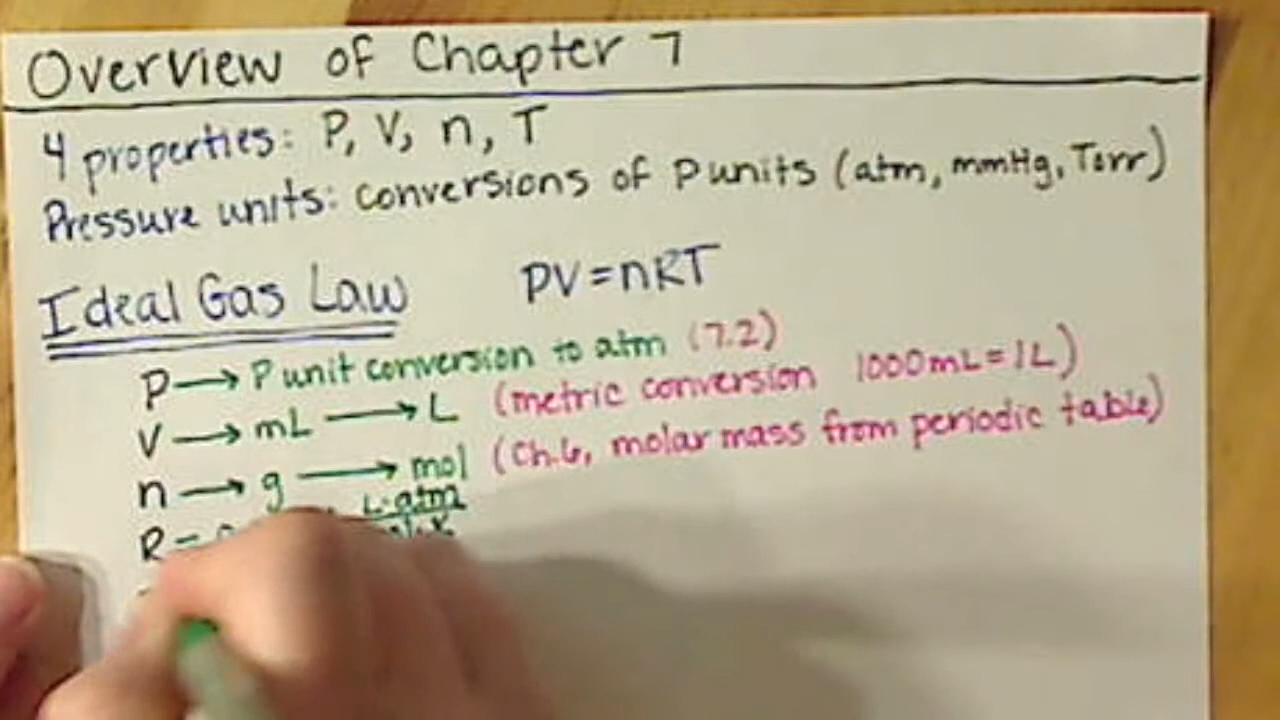 Overview of Chapter 7
4 properties: P, V, n, T
Pressure units: conversions of P units (atm, mmHg, Torr)
Ideal Gas Law PV=nRT
P → P unit conversion to atm (7.2)
V → mL → L (metric conversion 1000mL=1L)
n → g → mol (Ch.6, molar mass from periodic table)
R = L·atm